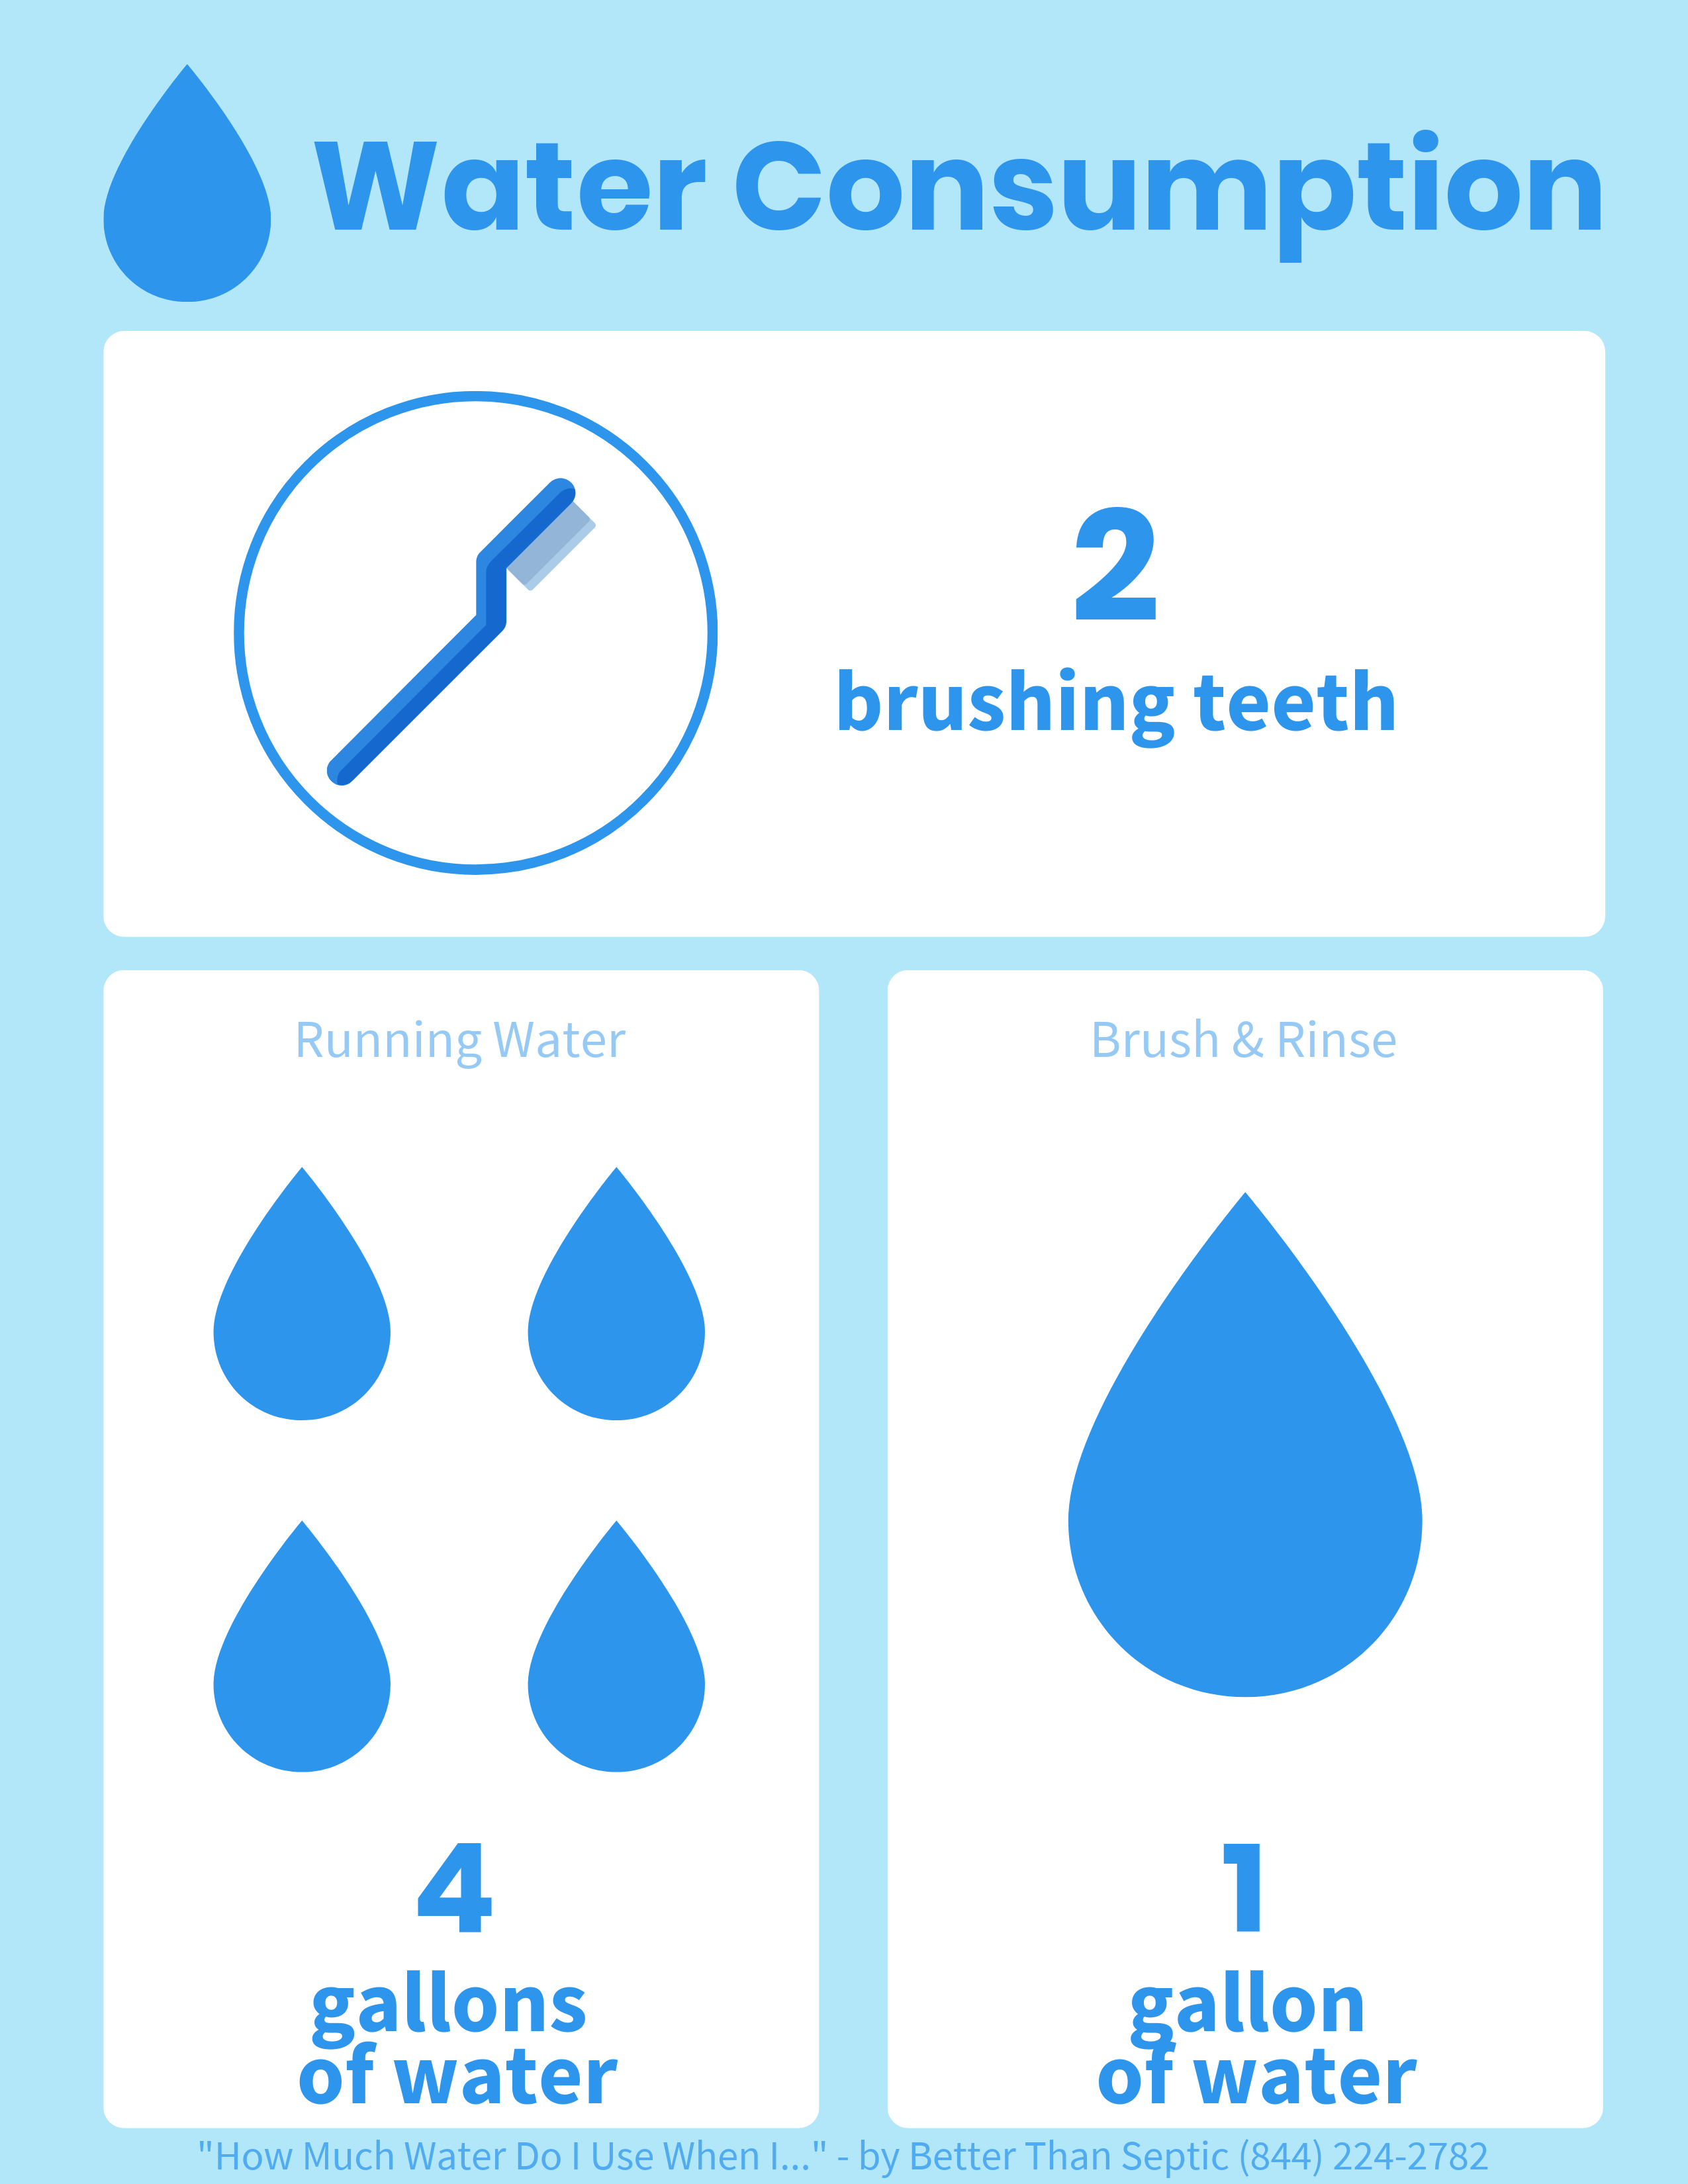 Water Consumption
2
brushing teeth
Running Water
4
gallons
of water
Brush & Rinse
1
gallon
of water
"How Much Water Do I Use When I..." - by Better Than Septic (844) 224-2782